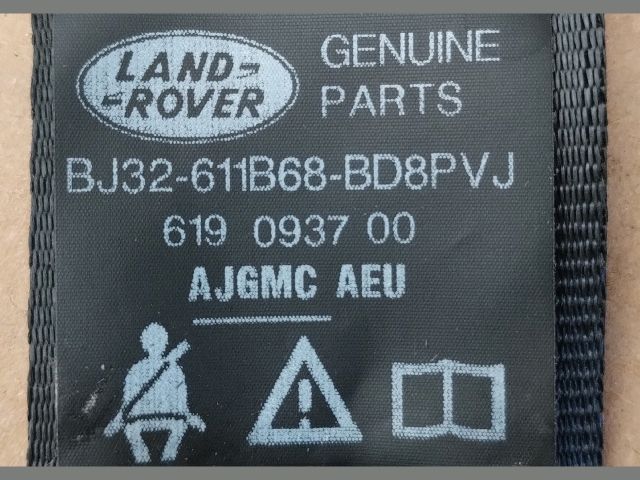 LAND
ROVER
GENUINE
PARTS
BJ32-611B68-BD8PVJ
619 0937 00
AJGMC AEU